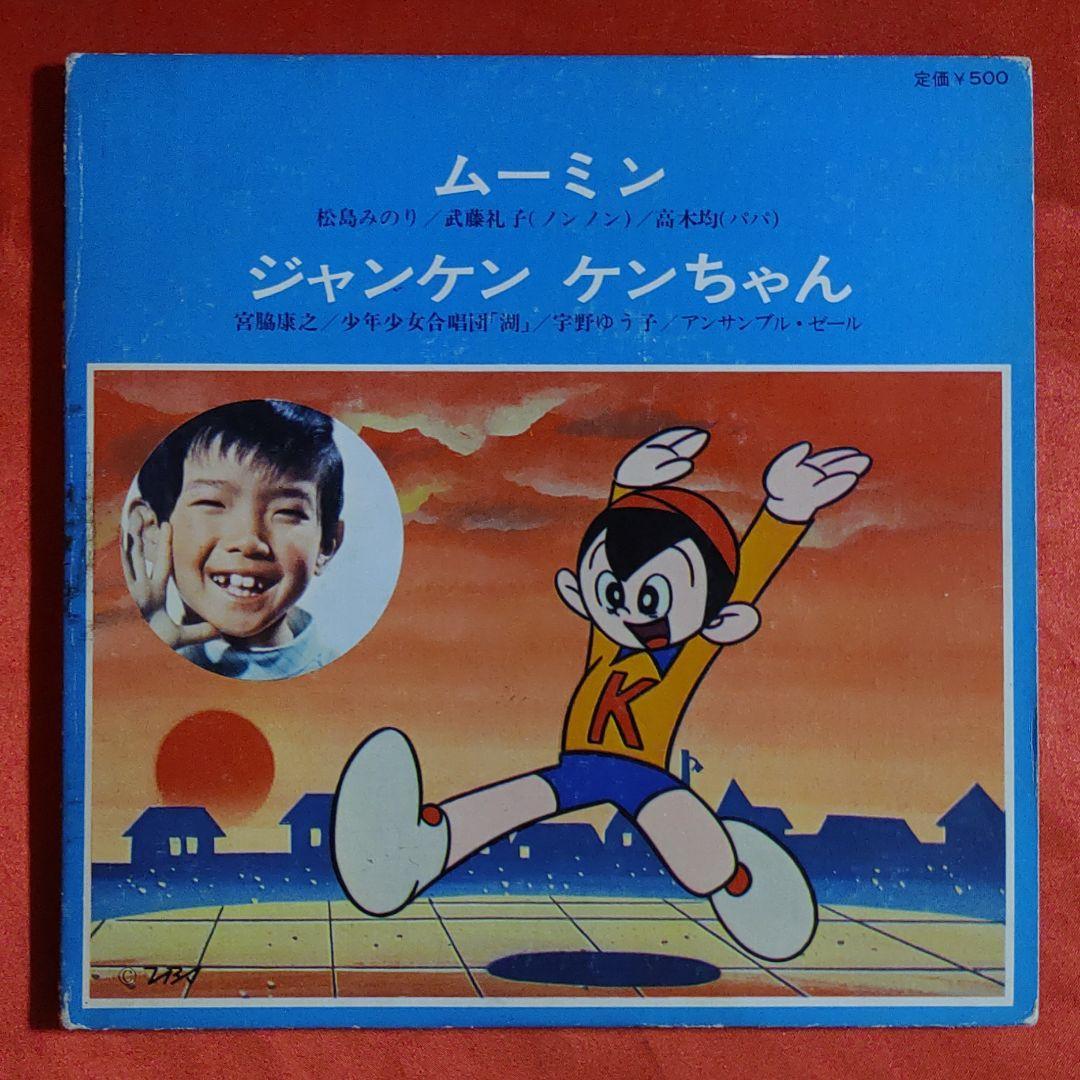 定価￥500
ムーミン
松島みのり／武藤礼子(ノンノン)／高木均(パパ)
ジャンケン ケンちゃん
宮脇康之／少年少女合唱団「湖」／宇野ゆう子／アンサンブル・ゼール
K
© TBS